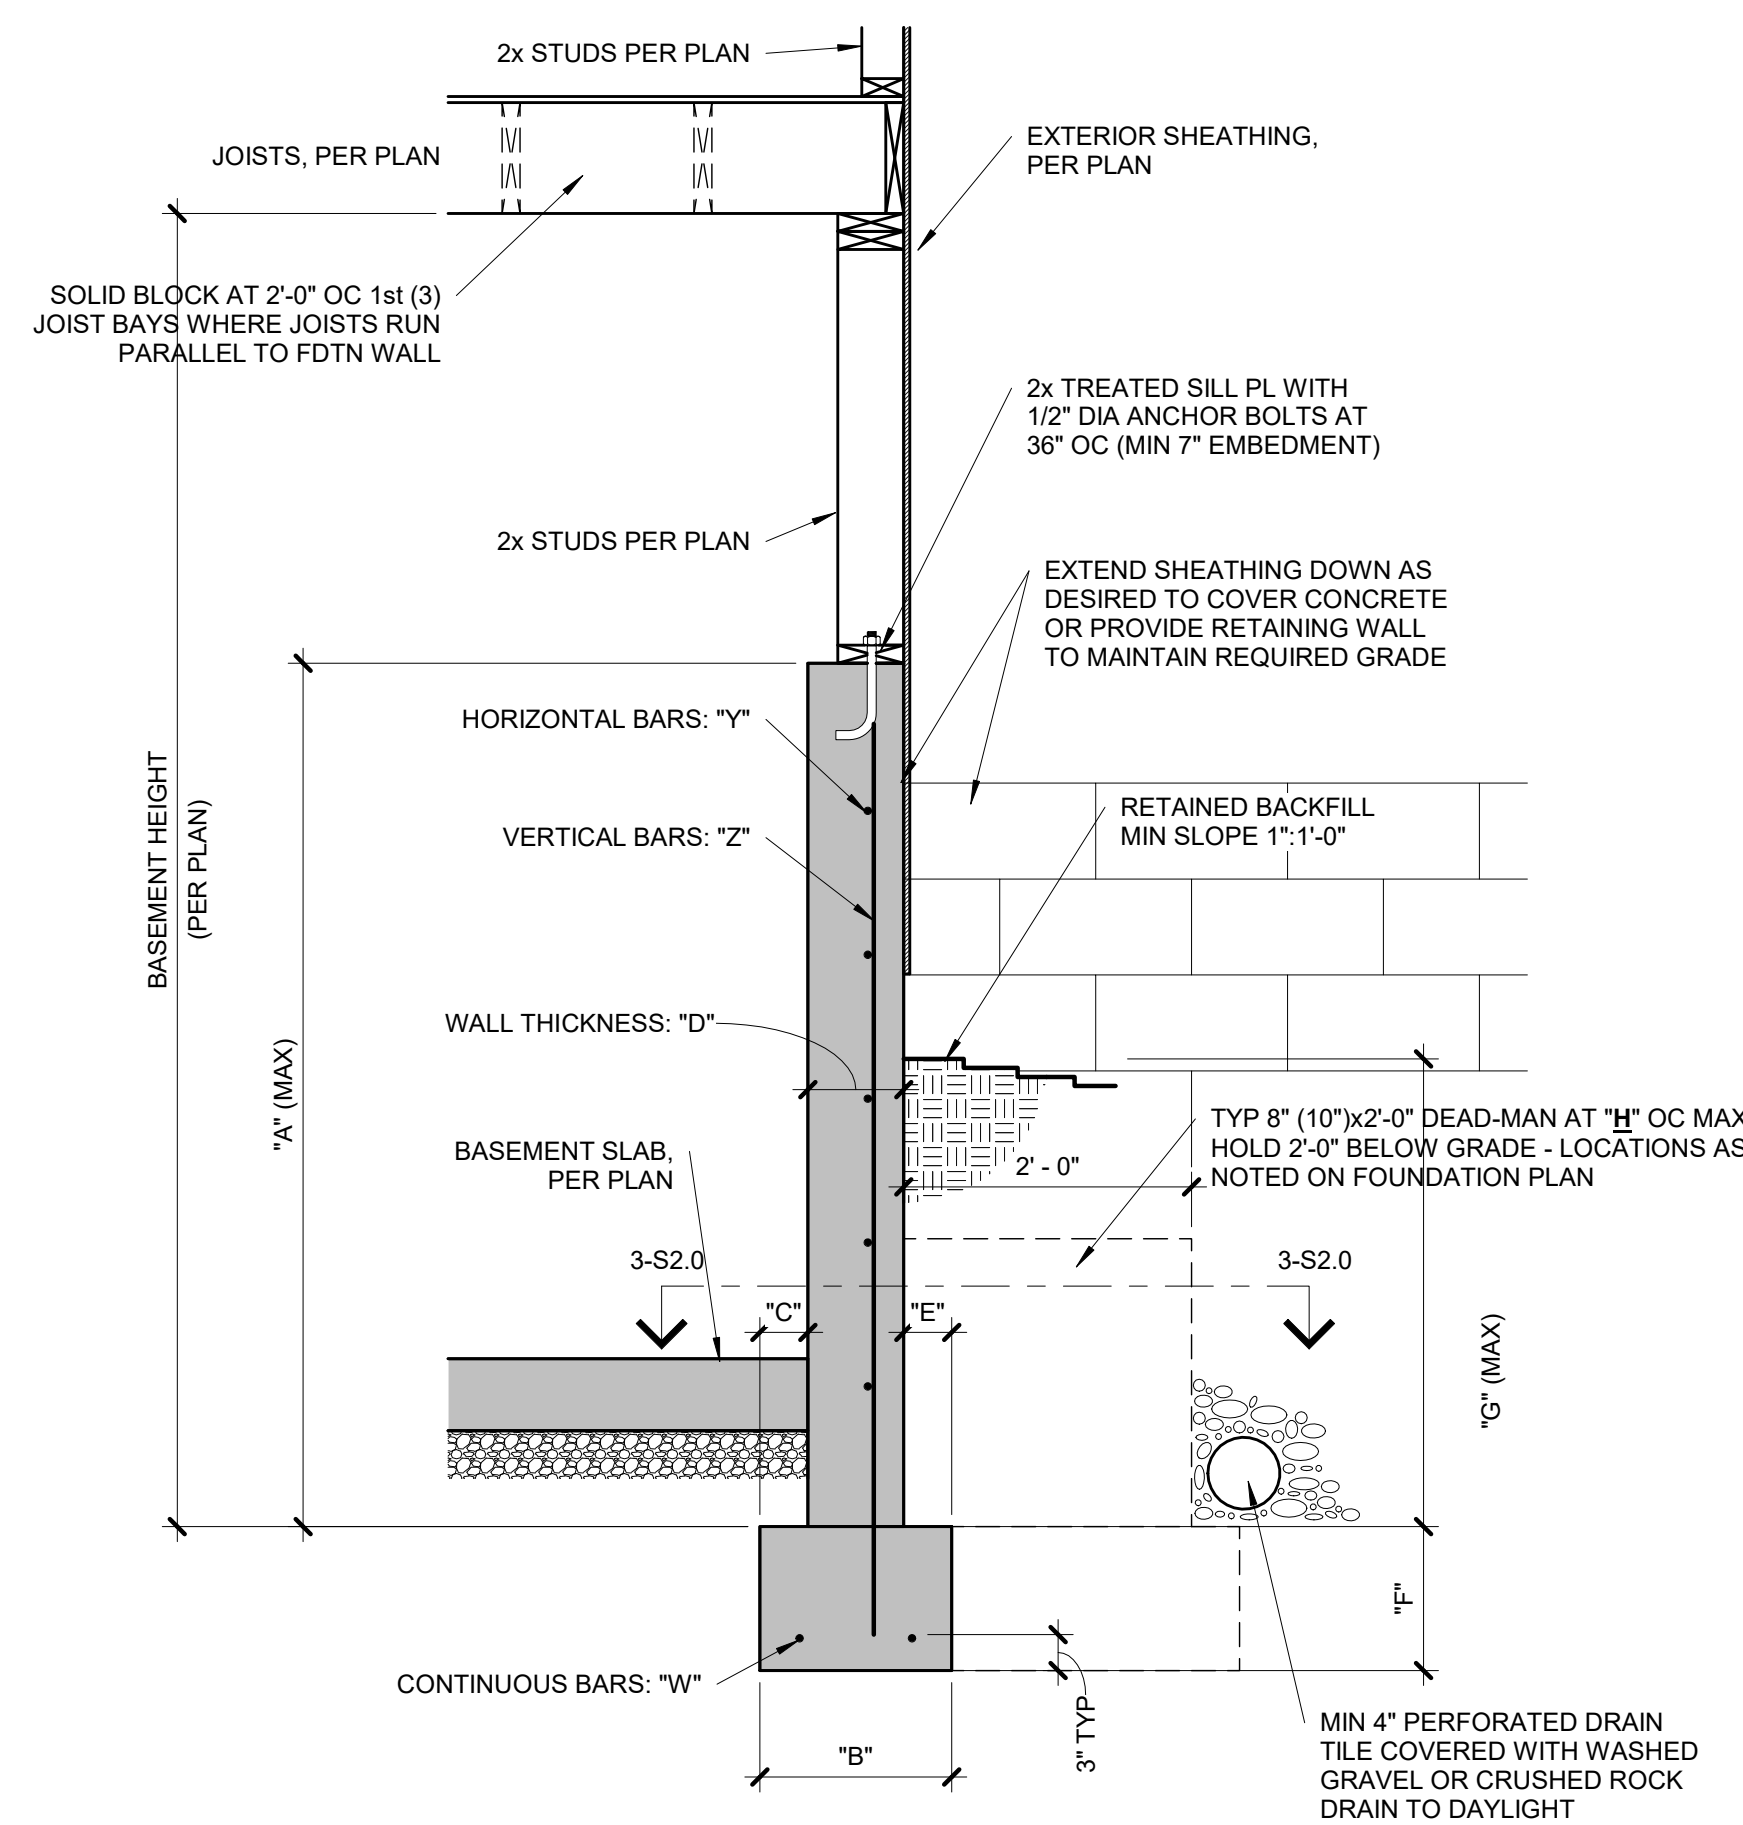 2x STUDS PER PLAN
JOISTS, PER PLAN
EXTERIOR SHEATHING,
PER PLAN
SOLID BLOCK AT 2'-0" OC 1st (3)
JOIST BAYS WHERE JOISTS RUN
PARALLEL TO FDTN WALL
2x TREATED SILL PL WITH
1/2" DIA ANCHOR BOLTS AT
36" OC (MIN 7" EMBEDMENT)
2x STUDS PER PLAN
EXTEND SHEATHING DOWN AS
DESIRED TO COVER CONCRETE
OR PROVIDE RETAINING WALL
TO MAINTAIN REQUIRED GRADE
HORIZONTAL BARS: "Y"
VERTICAL BARS: "Z"
RETAINED BACKFILL
MIN SLOPE 1":1'-0"
BASEMENT HEIGHT
(PER PLAN)
"A" (MAX)
WALL THICKNESS: "D"
TYP 8" (10")x2'-0" DEAD-MAN AT "H" OC MAX
HOLD 2'-0" BELOW GRADE - LOCATIONS AS
NOTED ON FOUNDATION PLAN
BASEMENT SLAB,
PER PLAN
2' - 0"
3-S2.0
3-S2.0
"C"
"E"
"G" (MAX)
"F"
CONTINUOUS BARS: "W"
3" TYP
"B"
MIN 4" PERFORATED DRAIN
TILE COVERED WITH WASHED
GRAVEL OR CRUSHED ROCK
DRAIN TO DAYLIGHT